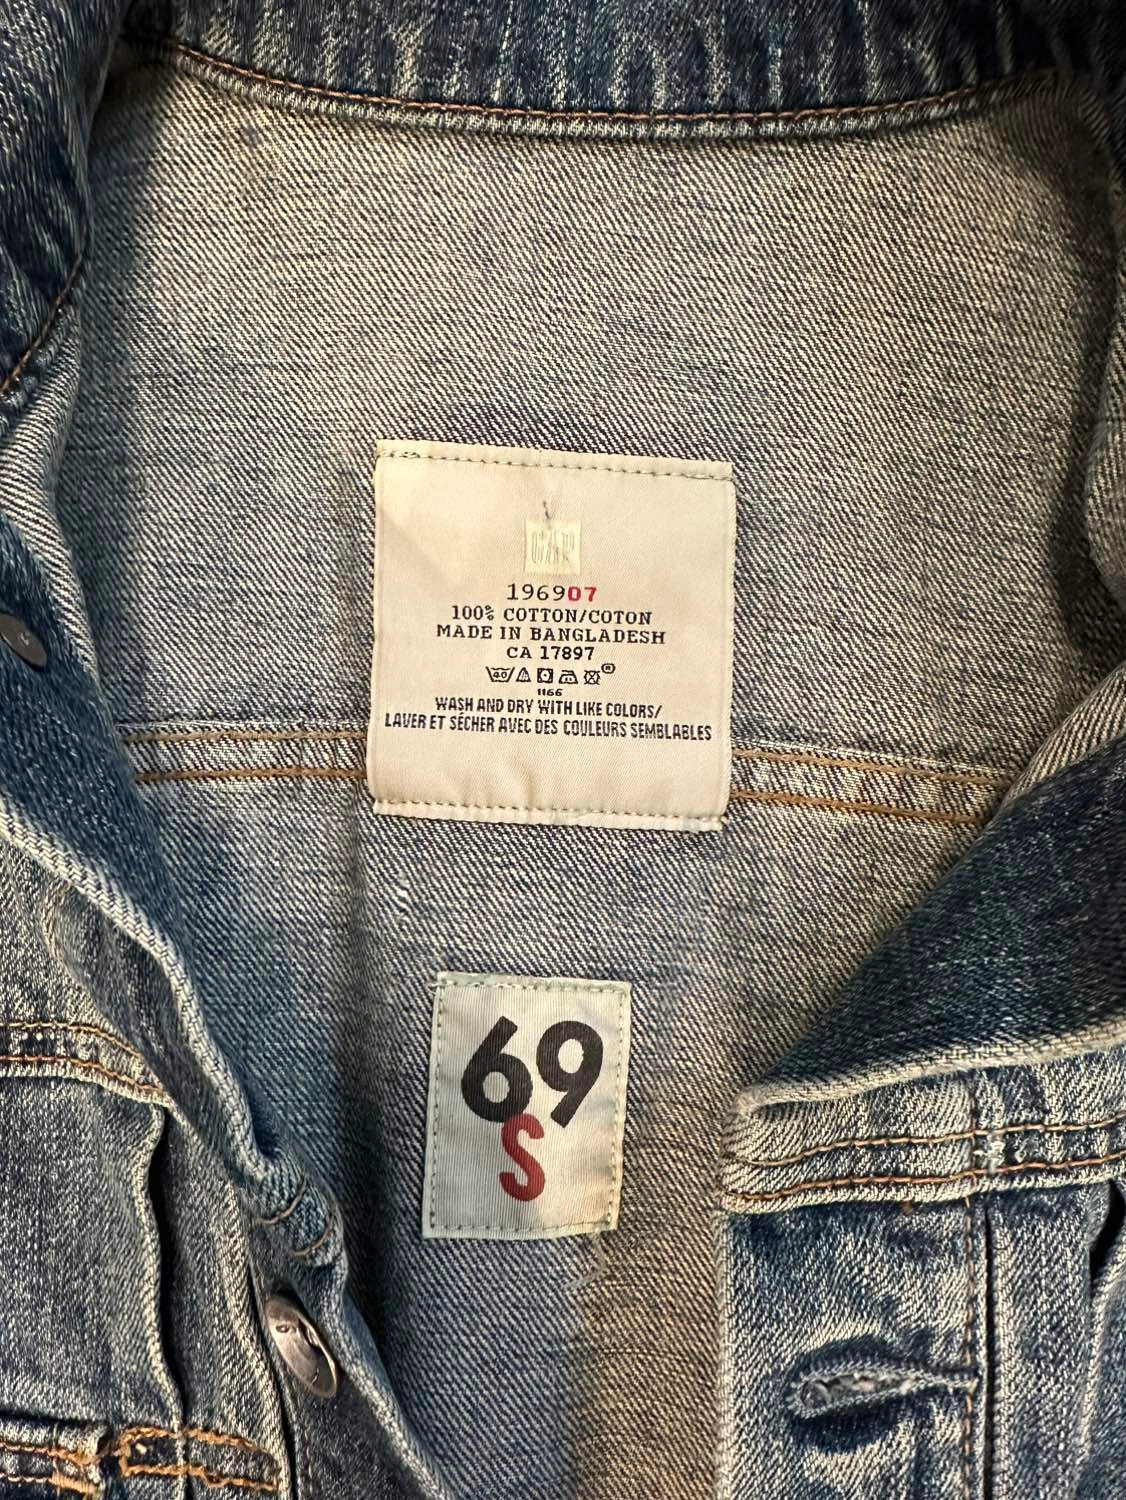 GAP
196907
100% COTTON/COTON
MADE IN BANGLADESH
CA 17897
40
1166
WASH AND DRY WITH LIKE COLORS/
LAVER ET SÉCHER AVEC DES COULEURS SEMBLABLES
69
S